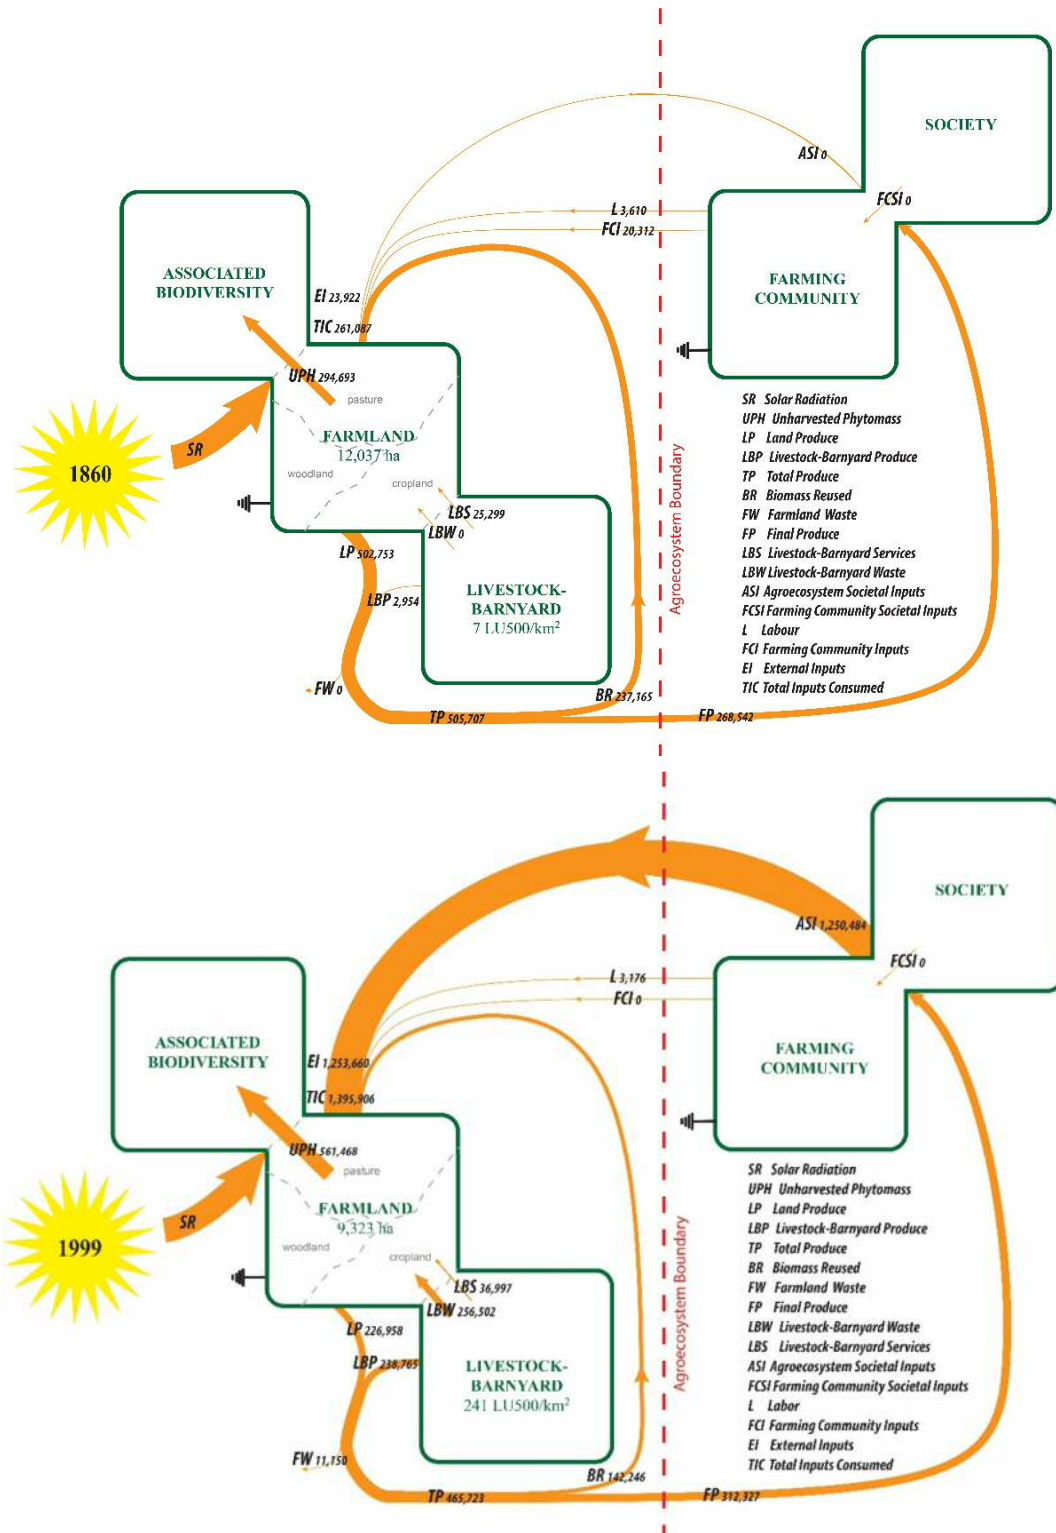 SOCIETY
ASI 0
FCSI 0
L 3,610
FCI 20,312
ASSOCIATED
BIODIVERSITY
FARMING
COMMUNITY
EI 23,922
TIC 261,087
UPH 294,693
pasture
SR
1860
FARMLAND
12,037 ha
woodland
cropland
LBS 25,299
LBW 0
LP 502,753
LBP 2,954
LIVESTOCK-
BARNYARD
7 LU500/km²
FW 0
BR 237,165
TP 505,707
FP 268,542
Agroecosystem Boundary
SR Solar Radiation
UPH Unharvested Phytomass
LP Land Produce
LBP Livestock-Barnyard Produce
TP Total Produce
BR Biomass Reused
FW Farmland Waste
FP Final Produce
LBS Livestock-Barnyard Services
LBW Livestock-Barnyard Waste
ASI Agroecosystem Societal Inputs
FCSI Farming Community Societal Inputs
L Labour
FCI Farming Community Inputs
EI External Inputs
TIC Total Inputs Consumed
SOCIETY
ASI 1,250,484
FCSI 0
L 3,176
FCI 0
ASSOCIATED
BIODIVERSITY
FARMING
COMMUNITY
EI 1,253,660
TIC 1,395,906
UPH 561,468
pasture
SR
1999
FARMLAND
9,323 ha
woodland
cropland
LBS 36,997
LBW 256,502
LP 226,958
LBP 238,765
LIVESTOCK-
BARNYARD
241 LU500/km²
FW 11,150
BR 142,246
TP 465,723
FP 312,327
Agroecosystem Boundary
SR Solar Radiation
UPH Unharvested Phytomass
LP Land Produce
LBP Livestock-Barnyard Produce
TP Total Produce
BR Biomass Reused
FW Farmland Waste
FP Final Produce
LBW Livestock-Barnyard Waste
LBS Livestock-Barnyard Services
ASI Agroecosystem Societal Inputs
FCSI Farming Community Societal Inputs
L Labor
FCI Farming Community Inputs
EI External Inputs
TIC Total Inputs Consumed